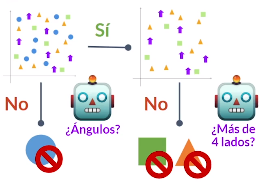 Sí
No
¿Ángulos?
No
¿Más de
4 lados?